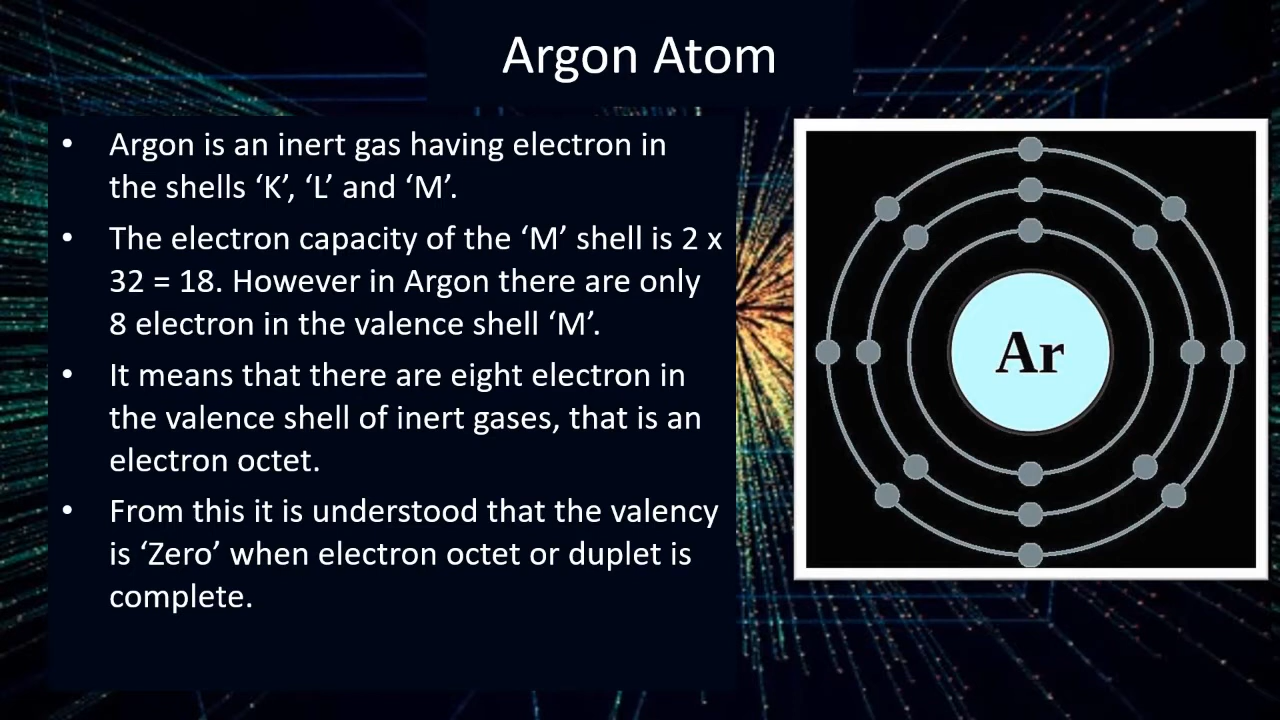 Argon Atom
• Argon is an inert gas having electron in
the shells ‘K’, ‘L’ and ‘M’.
• The electron capacity of the ‘M’ shell is 2 x
32 = 18. However in Argon there are only
8 electron in the valence shell ‘M’.
• It means that there are eight electron in
the valence shell of inert gases, that is an
electron octet.
• From this it is understood that the valency
is ‘Zero’ when electron octet or duplet is
complete.
Ar